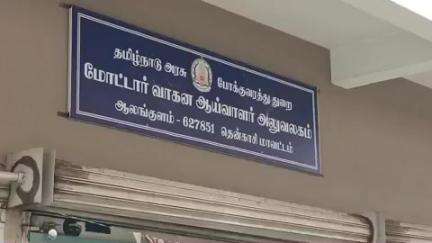 தமிழ்நாடு அரசு போக்குவரத்து துறை
மோட்டார் வாகன ஆய்வாளர் அலுவலகம்
ஆலங்குளம் - 627851 தென்காசி மாவட்டம்